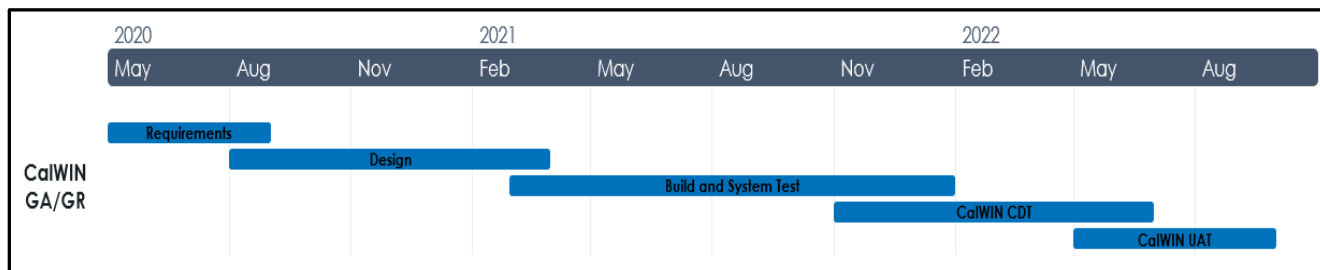 2020 2021 2022
May Aug Nov Feb May Aug Nov Feb May Aug
Requirements
Design
Build and System Test
CalWIN CDT
CalWIN UAT
CalWIN
GA/GR